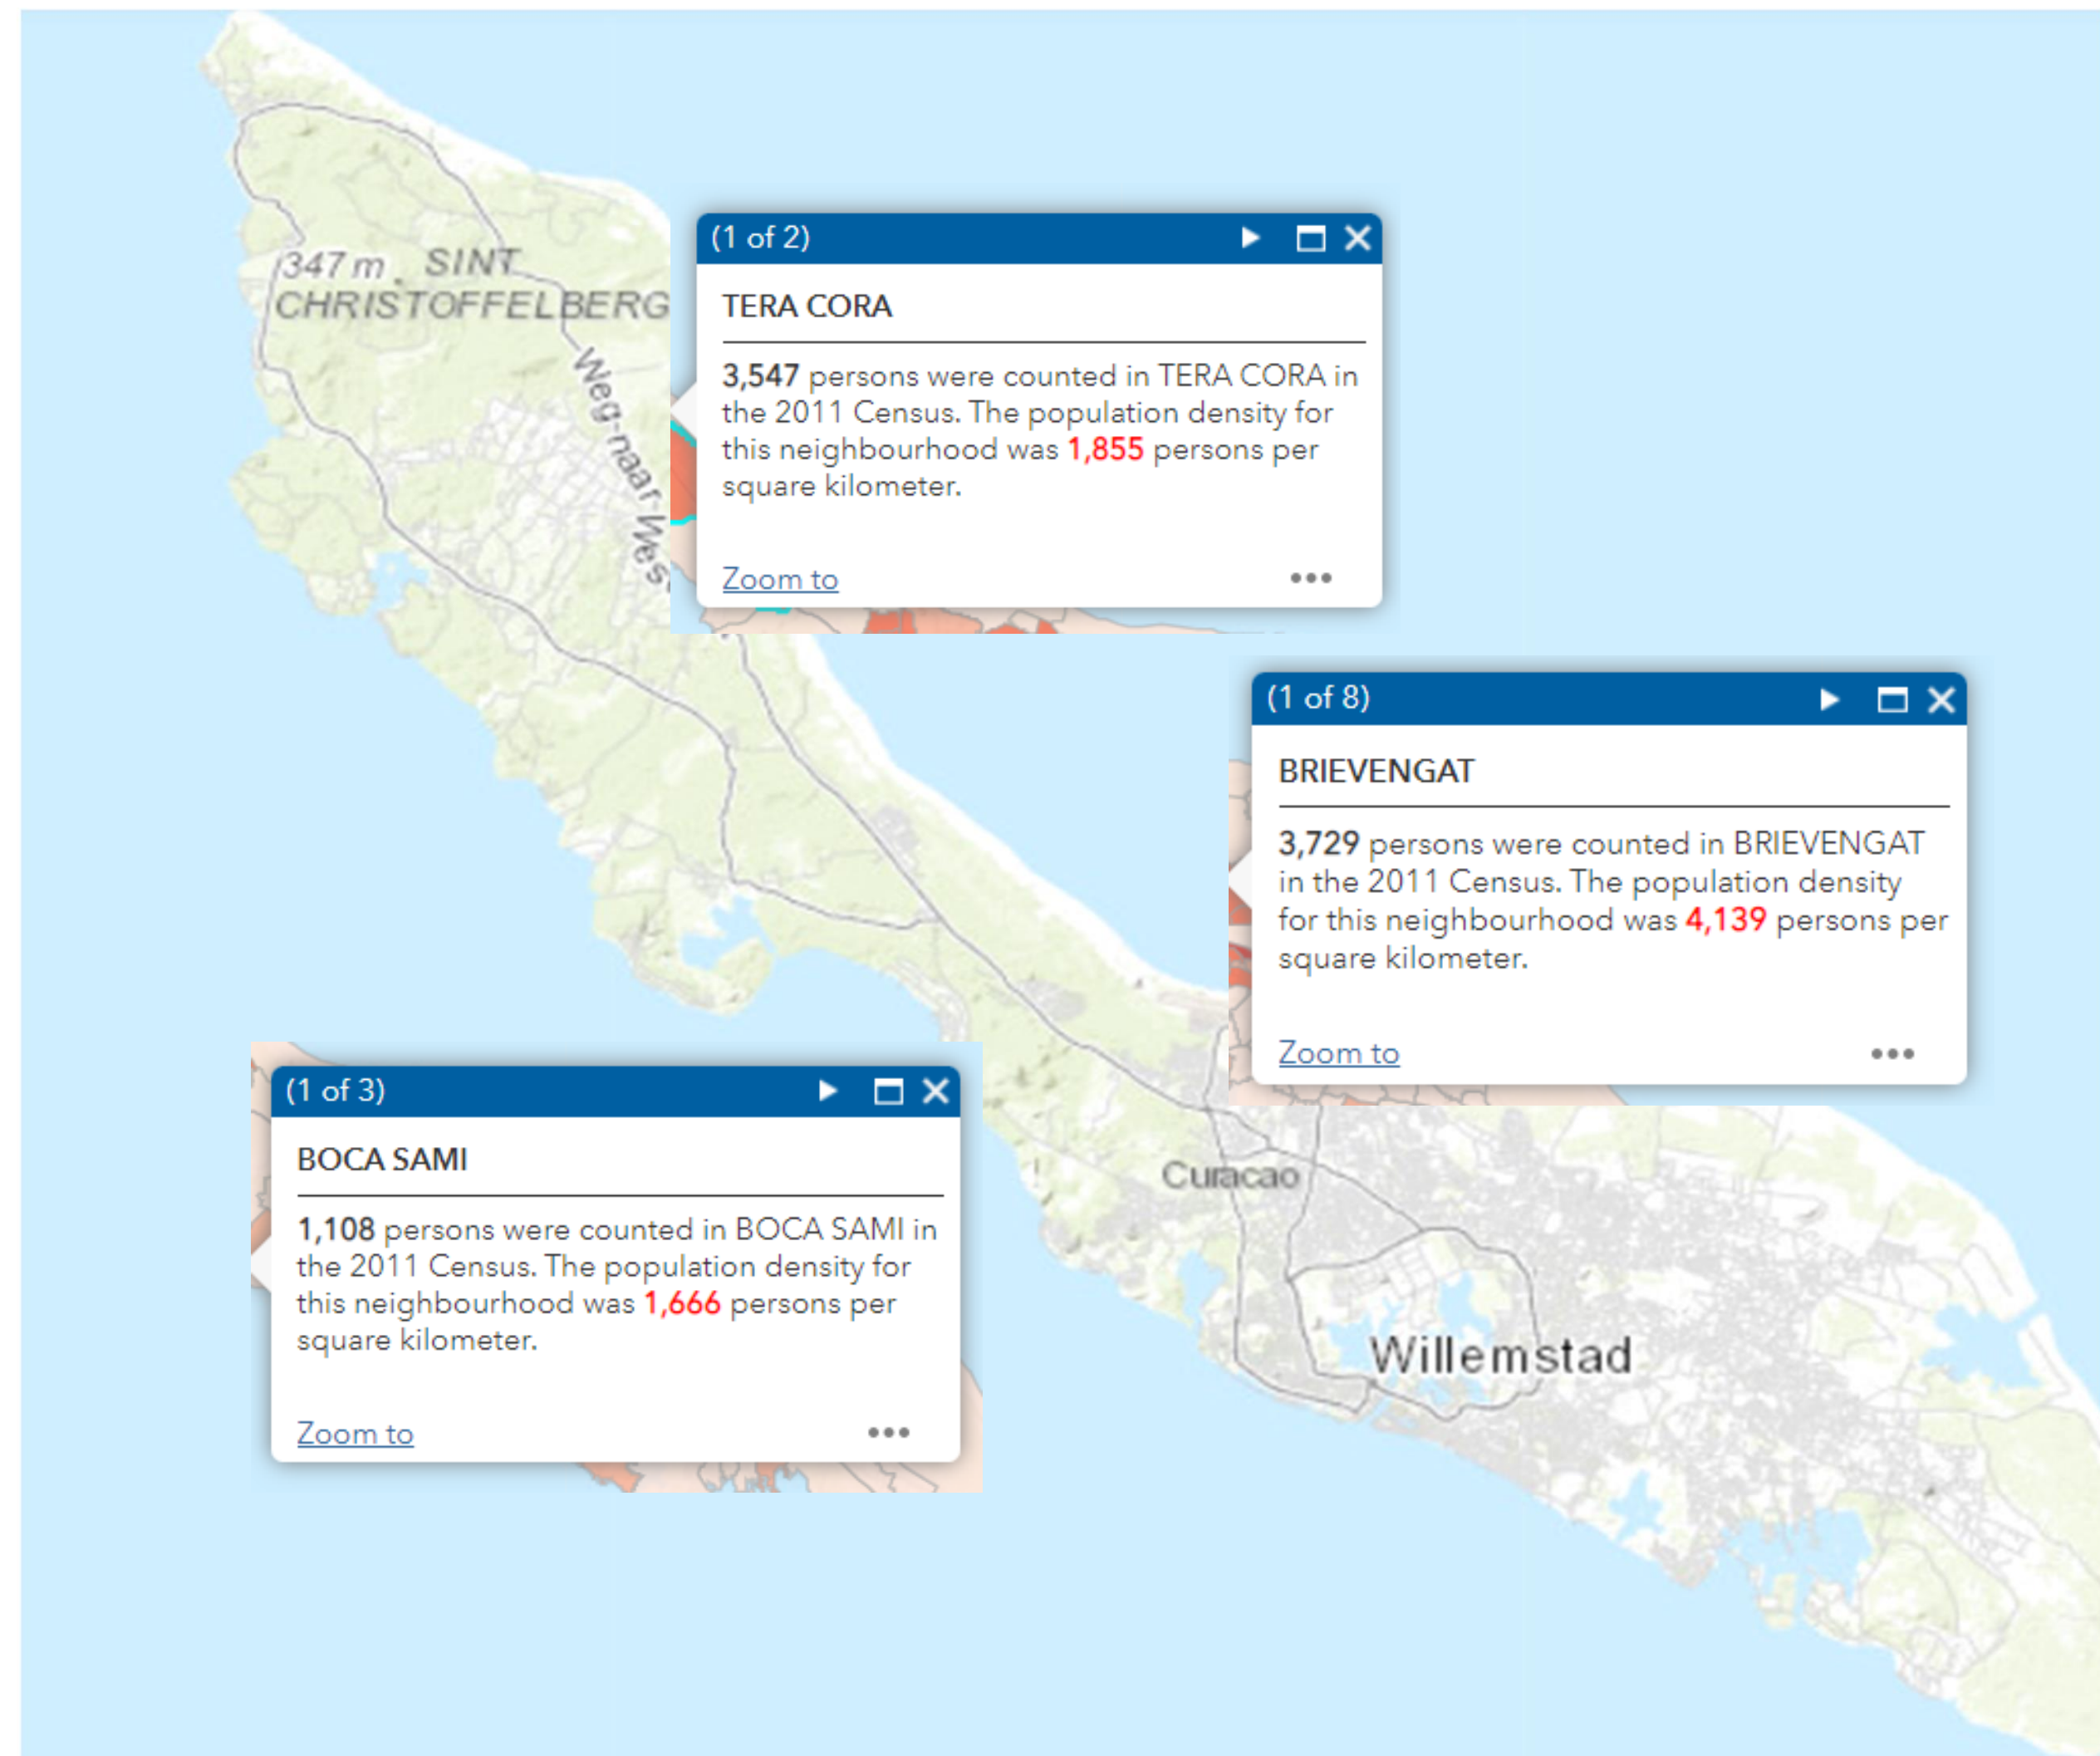 347 m
SINT
CHRISTOFFELBERG
Weg-naar-Wes
(1 of 2)
TERA CORA
3,547 persons were counted in TERA CORA in
the 2011 Census. The population density for
this neighbourhood was 1,855 persons per
square kilometer.
Zoom to
(1 of 8)
BRIEVENGAT
3,729 persons were counted in BRIEVENGAT
in the 2011 Census. The population density
for this neighbourhood was 4,139 persons per
square kilometer.
Zoom to
(1 of 3)
BOCA SAMI
1,108 persons were counted in BOCA SAMI in
the 2011 Census. The population density for
this neighbourhood was 1,666 persons per
square kilometer.
Zoom to
Curacao
Willemstad